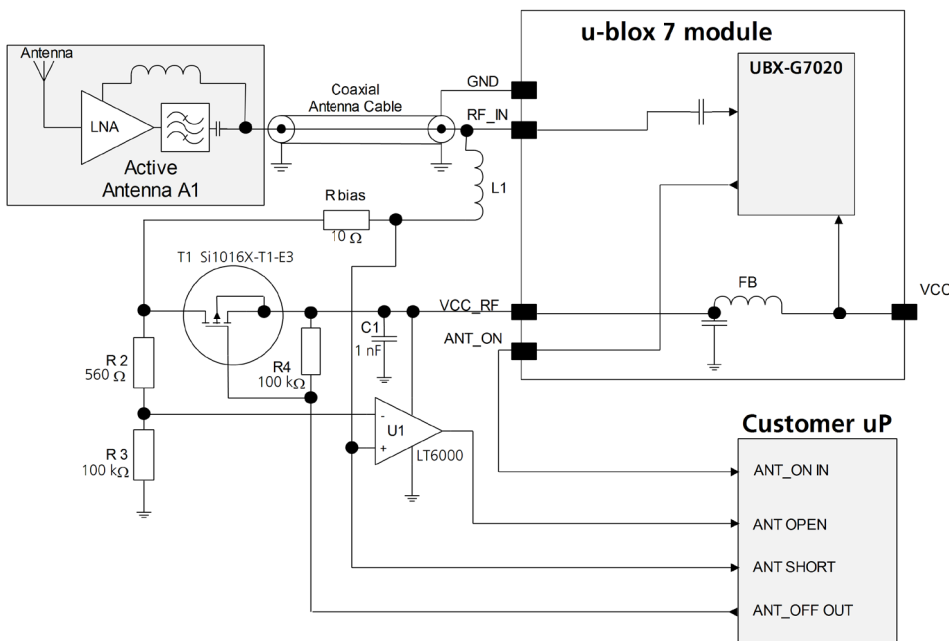 u-blox 7 module
Antenna
UBX-G7020
GND
Coaxial
Antenna Cable
RF_IN
LNA
Active
Antenna A1
L1
R bias
10 Ω
T1 Si1016X-T1-E3
FB
VCC
VCC_RF
C1
1 nF
ANT_ON
R 2
560 Ω
R4
100 kΩ
Customer uP
-
U1
+
LT6000
R 3
100 kΩ
ANT_ON IN
ANT OPEN
ANT SHORT
ANT_OFF OUT